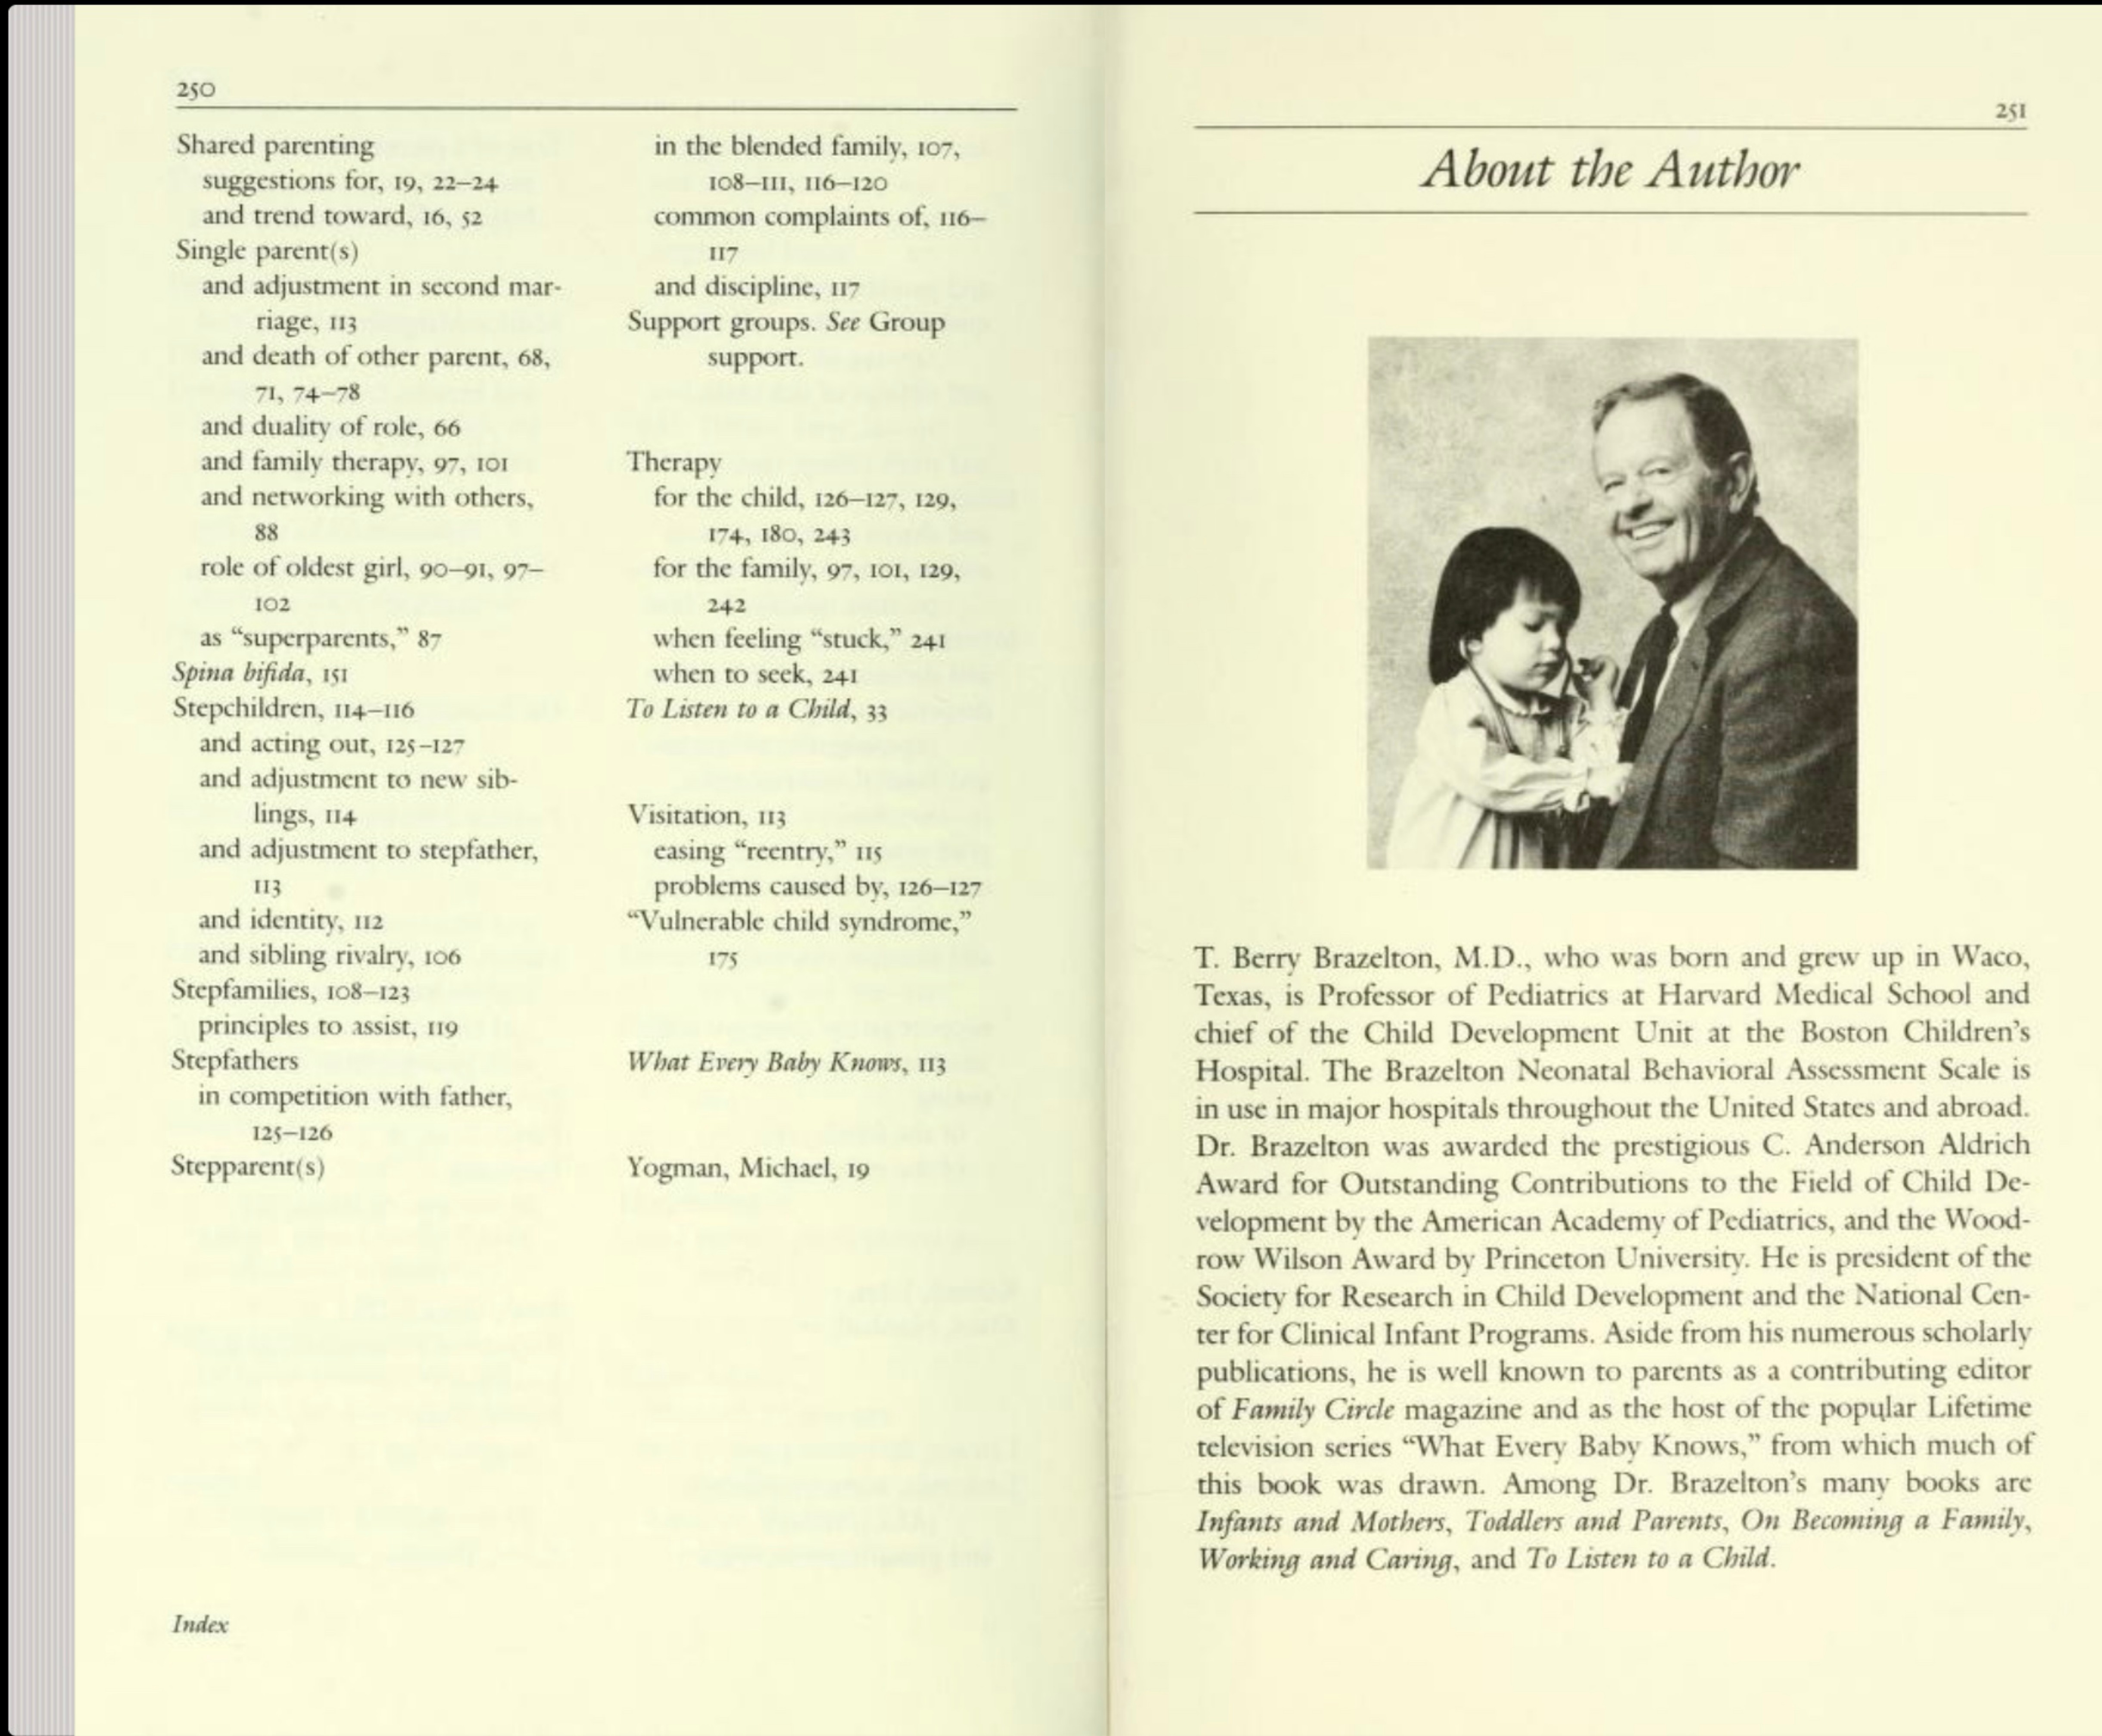 250
Shared parenting
suggestions for, 19, 22–24
and trend toward, 16, 52
Single parent(s)
and adjustment in second mar-
riage, 113
and death of other parent, 68,
71, 74–78
and duality of role, 66
and family therapy, 97, 101
and networking with others,
88
role of oldest girl, 90–91, 97–
102
as “superparents,” 87
Spina bifida, 151
Stepchildren, 114–116
and acting out, 125–127
and adjustment to new sib-
lings, 114
and adjustment to stepfather,
113
and identity, 112
and sibling rivalry, 106
Stepfamilies, 108–123
principles to assist, 119
Stepfathers
in competition with father,
125–126
Stepparent(s)
in the blended family, 107,
108–111, 116–120
common complaints of, 116–
117
and discipline, 117
Support groups. See Group
support.
Therapy
for the child, 126–127, 129,
174, 180, 243
for the family, 97, 101, 129,
242
when feeling “stuck,” 241
when to seek, 241
To Listen to a Child, 33
Visitation, 113
easing “reentry,” 115
problems caused by, 126–127
“Vulnerable child syndrome,”
175
What Every Baby Knows, 113
Yogman, Michael, 19
Index
251
About the Author
T. Berry Brazelton, M.D., who was born and grew up in Waco,
Texas, is Professor of Pediatrics at Harvard Medical School and
chief of the Child Development Unit at the Boston Children’s
Hospital. The Brazelton Neonatal Behavioral Assessment Scale is
in use in major hospitals throughout the United States and abroad.
Dr. Brazelton was awarded the prestigious C. Anderson Aldrich
Award for Outstanding Contributions to the Field of Child De-
velopment by the American Academy of Pediatrics, and the Wood-
row Wilson Award by Princeton University. He is president of the
Society for Research in Child Development and the National Cen-
ter for Clinical Infant Programs. Aside from his numerous scholarly
publications, he is well known to parents as a contributing editor
of Family Circle magazine and as the host of the popular Lifetime
television series “What Every Baby Knows,” from which much of
this book was drawn. Among Dr. Brazelton’s many books are
Infants and Mothers, Toddlers and Parents, On Becoming a Family,
Working and Caring, and To Listen to a Child.